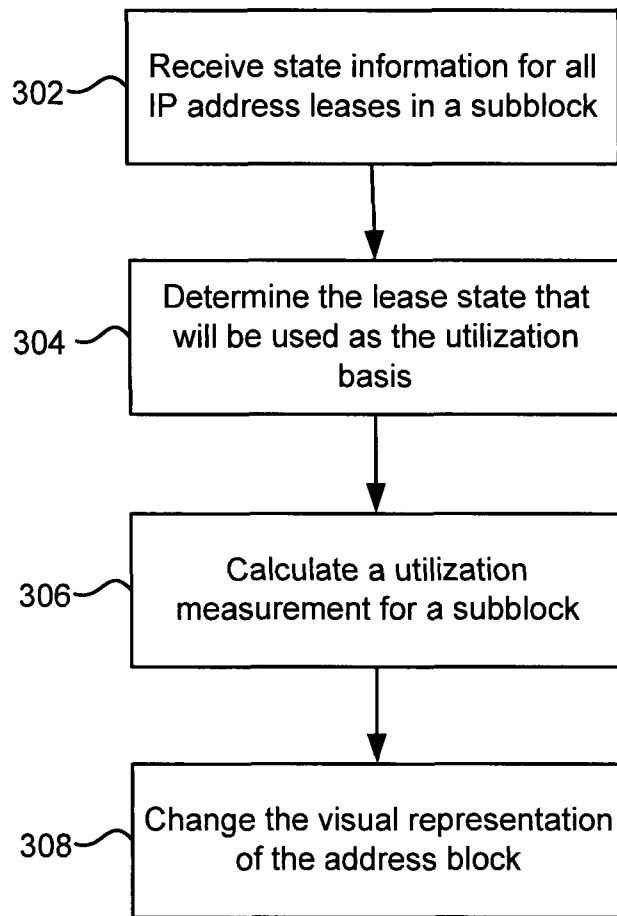 302
Receive state information for all
IP address leases in a subblock
304
Determine the lease state that
will be used as the utilization
basis
306
Calculate a utilization
measurement for a subblock
308
Change the visual representation
of the address block